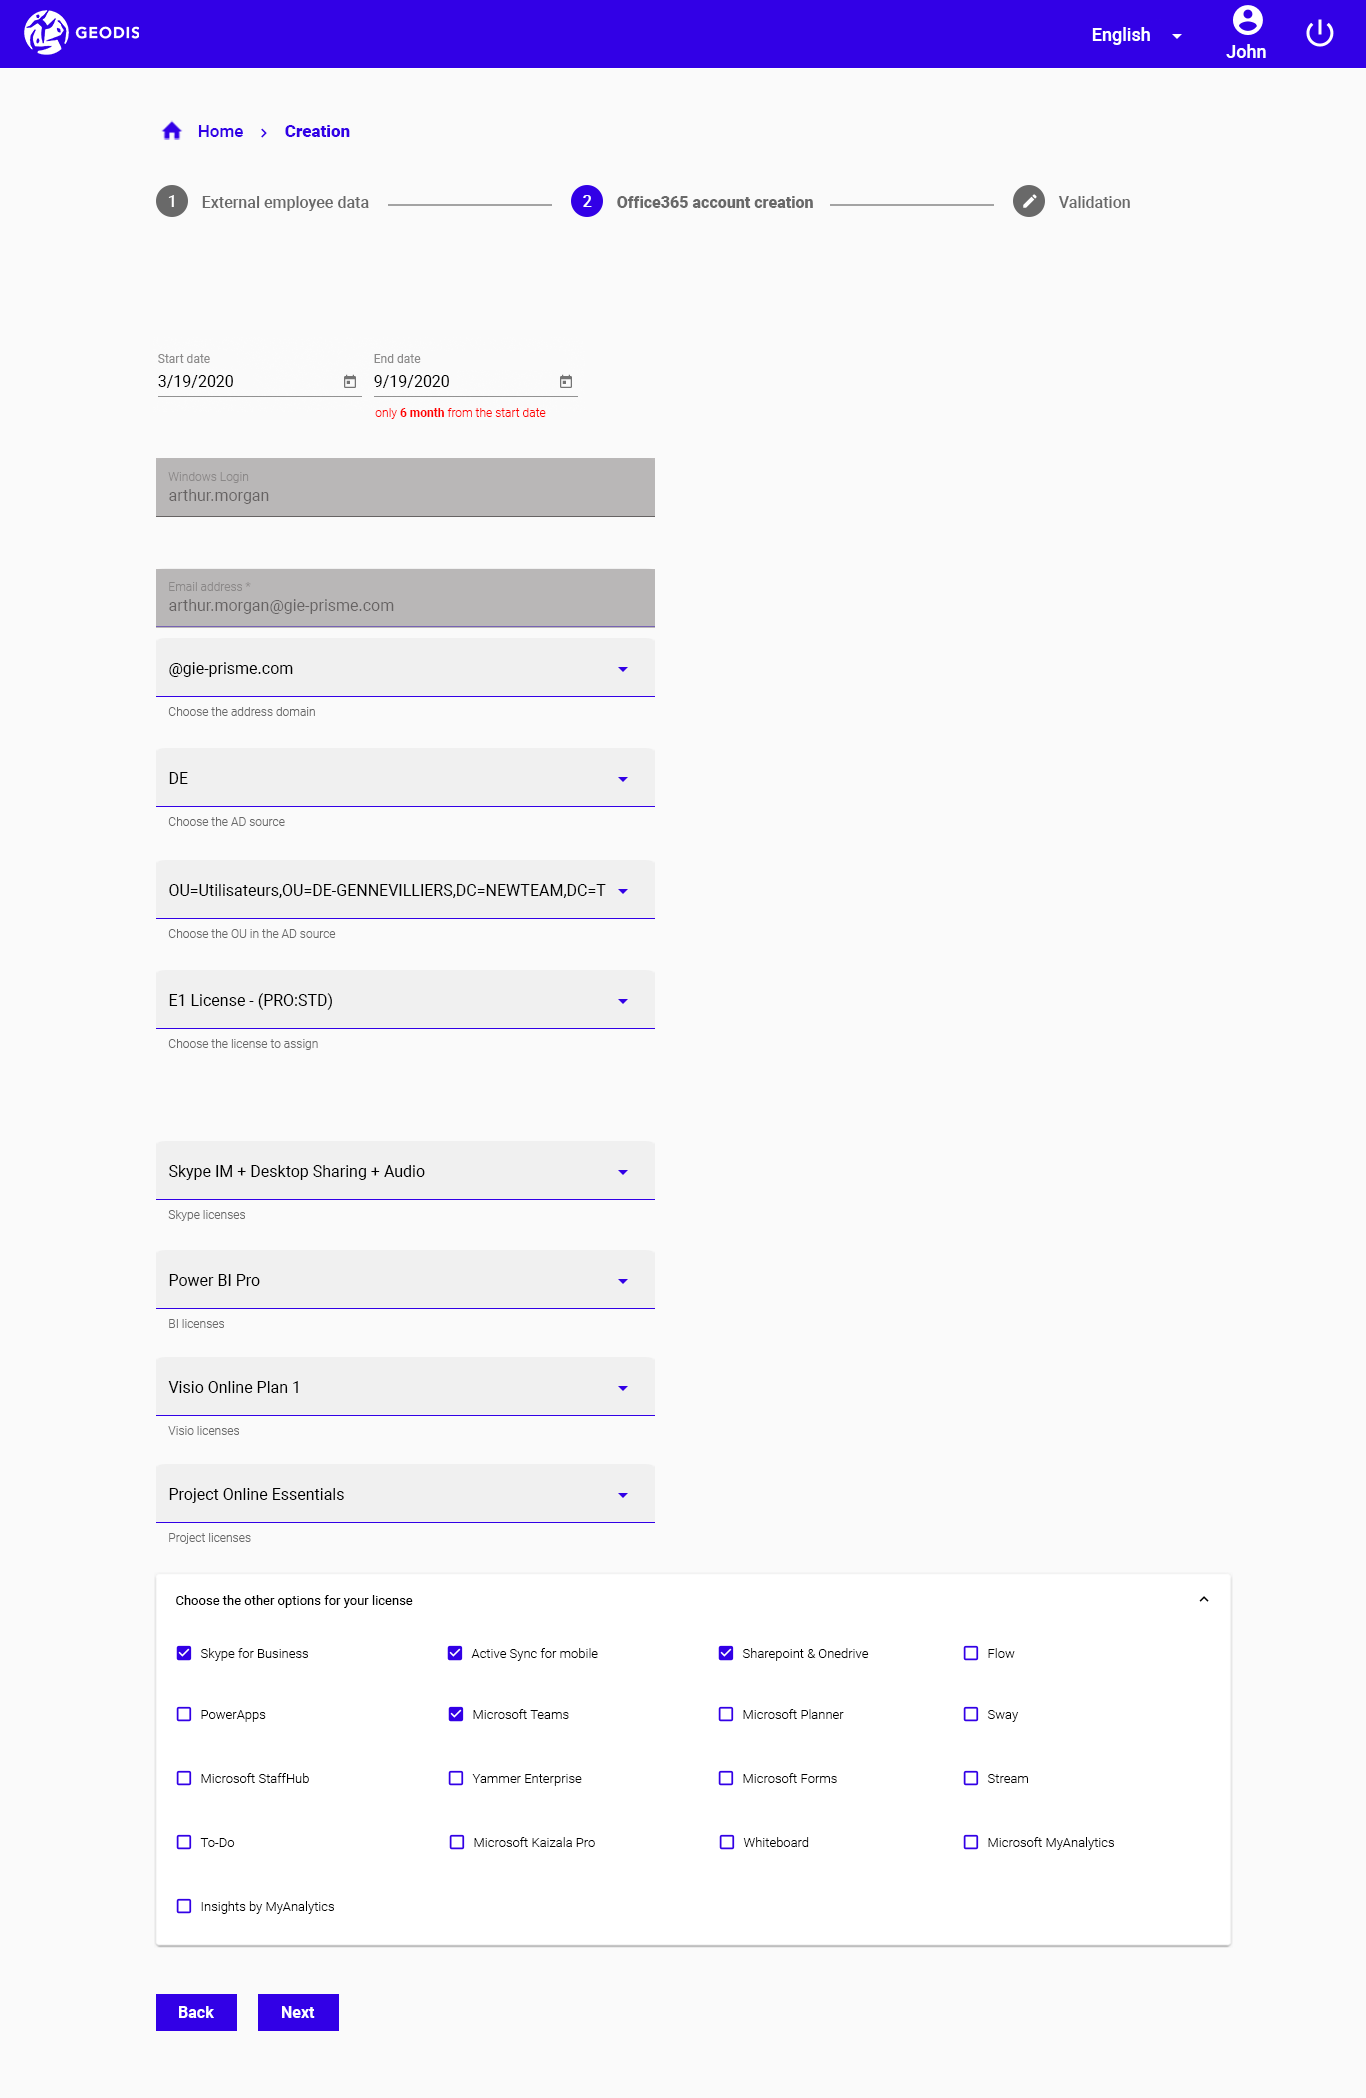 GEODIS
English
John
Home > Creation
1 External employee data
2 Office365 account creation
Validation
Start date
End date
3/19/2020
9/19/2020
only 6 month from the start date
Windows Login
arthur.morgan
Email address *
arthur.morgan@gie-prisme.com
@gie-prisme.com
Choose the address domain
DE
Choose the AD source
OU=Utilisateurs,OU=DE-GENNEVILLIERS,DC=NEWTEAM,DC=T
Choose the OU in the AD source
E1 License - (PRO:STD)
Choose the license to assign
Skype IM + Desktop Sharing + Audio
Skype licenses
Power BI Pro
BI licenses
Visio Online Plan 1
Visio licenses
Project Online Essentials
Project licenses
Choose the other options for your license
Skype for Business
Active Sync for mobile
Sharepoint & Onedrive
Flow
PowerApps
Microsoft Teams
Microsoft Planner
Sway
Microsoft StaffHub
Yammer Enterprise
Microsoft Forms
Stream
To-Do
Microsoft Kaizala Pro
Whiteboard
Microsoft MyAnalytics
Insights by MyAnalytics
Back
Next